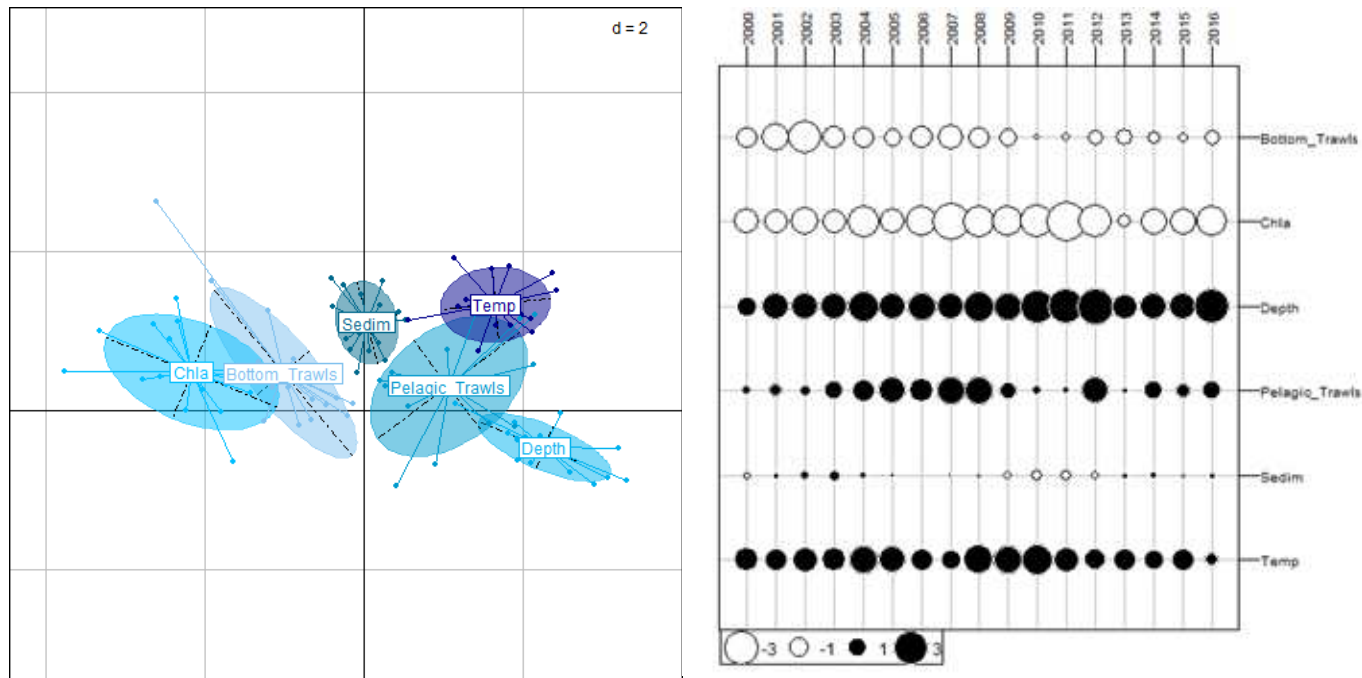 d = 2
Temp
Sedim
Chla
Bottom_Trawls
Pelagic_Trawls
Depth
2000
2001
2002
2003
2004
2005
2006
2007
2008
2009
2010
2011
2012
2013
2014
2015
2016
Bottom_Trawls
Chla
Depth
Pelagic_Trawls
Sedim
Temp
-3 -1 1 3